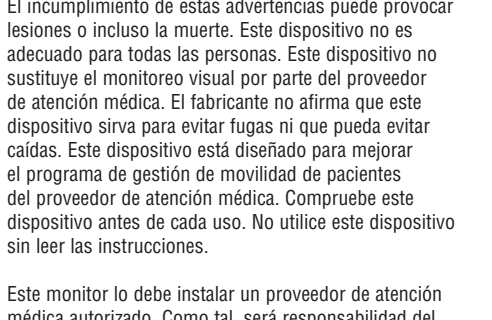 El incumplimiento de estas advertencias puede provocar
lesiones o incluso la muerte. Este dispositivo no es
adecuado para todas las personas. Este dispositivo no
sustituye el monitoreo visual por parte del proveedor
de atención médica. El fabricante no afirma que este
dispositivo sirva para evitar fugas ni que pueda evitar
caídas. Este dispositivo está diseñado para mejorar
el programa de gestión de movilidad de pacientes
del proveedor de atención médica. Compruebe este
dispositivo antes de cada uso. No utilice este dispositivo
sin leer las instrucciones.
Este monitor lo debe instalar un proveedor de atención
médica autorizado. Como tal, será responsabilidad del